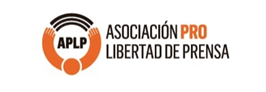 APLP
ASOCIACIÓN PRO
LIBERTAD DE PRENSA